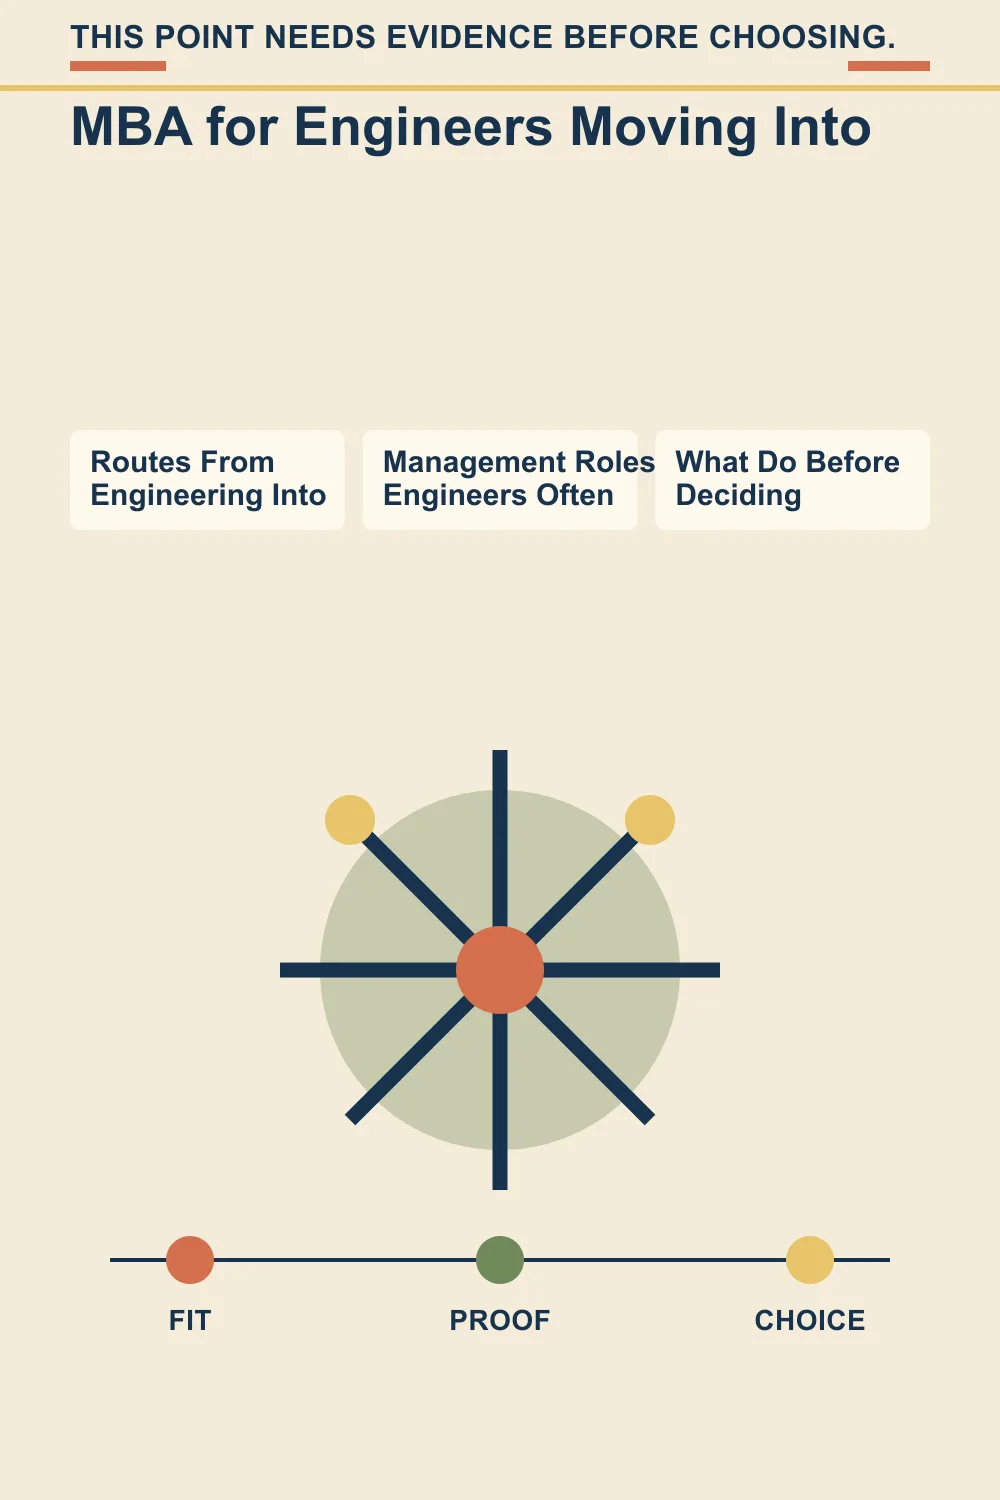 THIS POINT NEEDS EVIDENCE BEFORE CHOOSING.
MBA for Engineers Moving Into
Routes From
Engineering Into
Management Roles
Engineers Often
What Do Before
Deciding
FIT
PROOF
CHOICE